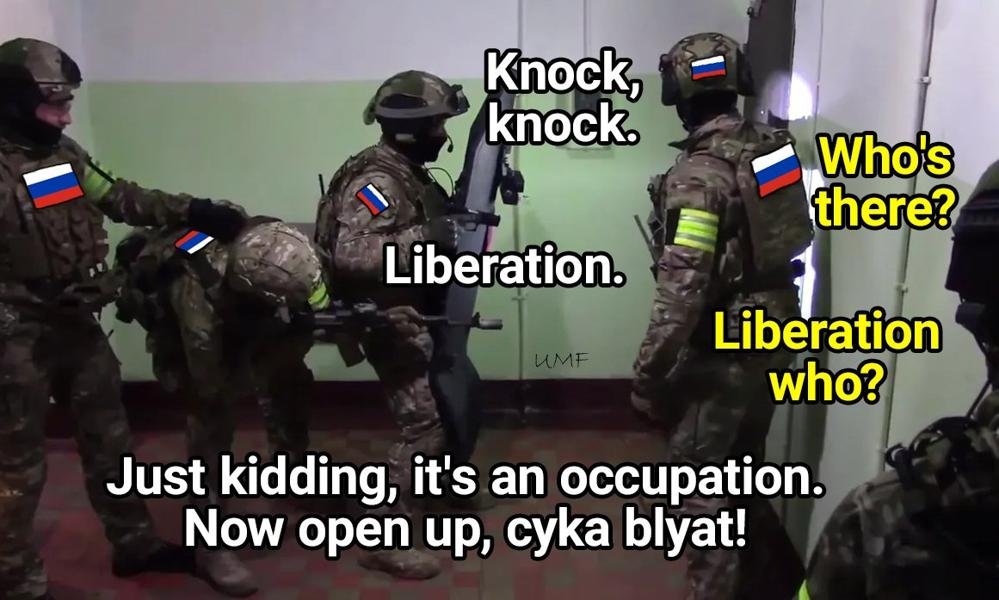 Knock,
knock.
Who's
there?
Liberation.
Liberation
who?
UMF
Just kidding, it's an occupation.
Now open up, cyka blyat!